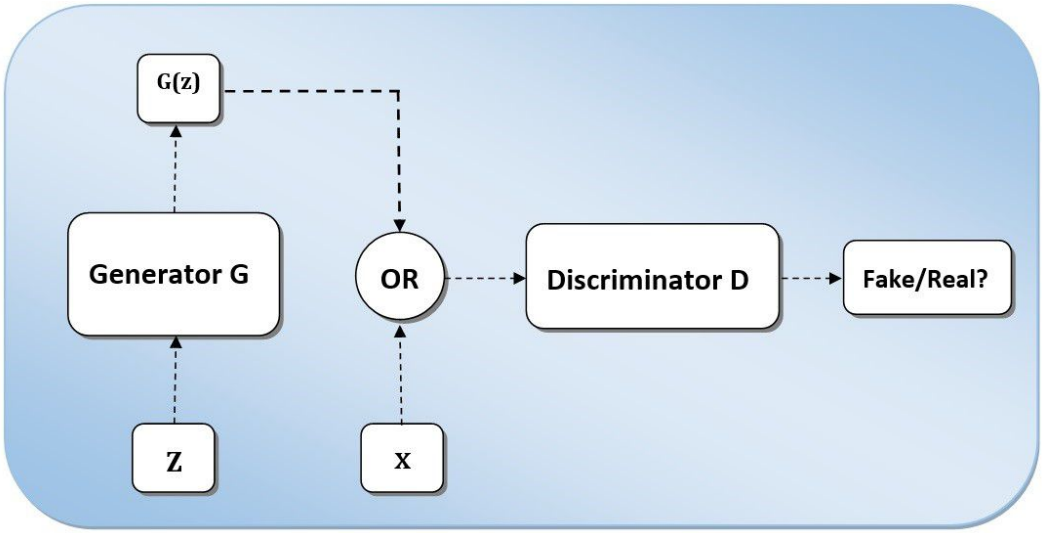 G(z)
Generator G
OR
Discriminator D
Fake/Real?
Z
X